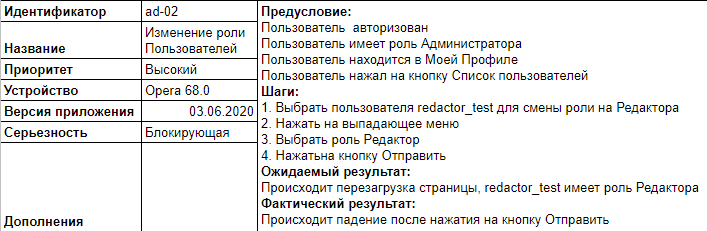 Идентификатор
ad-02
Название
Изменение роли
Пользователей
Приоритет
Высокий
Устройство
Opera 68.0
Версия приложения
03.06.2020
Серьезность
Блокирующая
Дополнения
Предусловие:
Пользователь  авторизован
Пользователь имеет роль Администратора
Пользователь находится в Моей Профиле
Пользователь нажал на кнопку Список пользователей
Шаги:
1. Выбрать пользователя redactor_test для смены роли на Редактора
2. Нажать на выпадающее меню
3. Выбрать роль Редактор
4. Нажатьна кнопку Отправить
Ожидаемый результат:
Происходит перезагрузка страницы, redactor_test имеет роль Редактора
Фактический результат:
Происходит падение после нажатия на кнопку Отправить